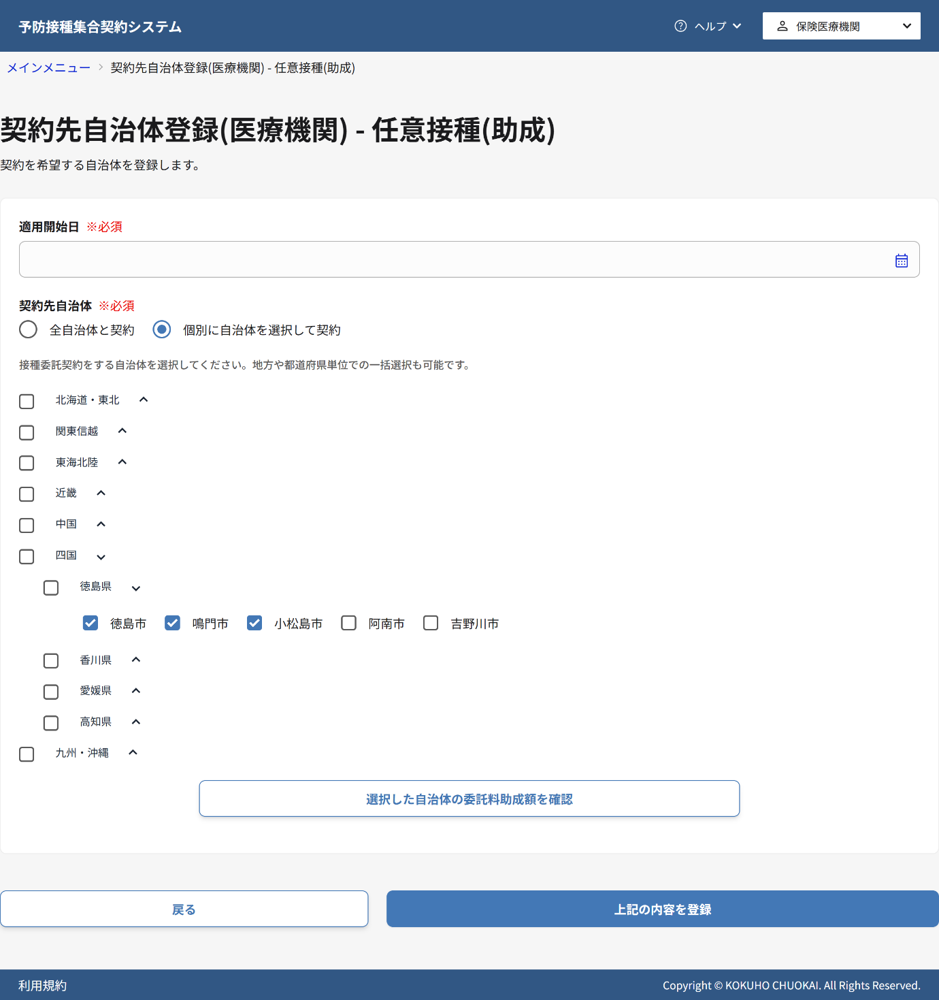 予防接種集合契約システム
ヘルプ
保険医療機関
メインメニュー > 契約先自治体登録(医療機関) - 任意接種(助成)
契約先自治体登録(医療機関) - 任意接種(助成)
契約を希望する自治体を登録します。
適用開始日 ※必須
契約先自治体 ※必須
全自治体と契約 個別に自治体を選択して契約
接種委託契約をする自治体を選択してください。地方や都道府県単位での一括選択も可能です。
北海道・東北
関東信越
東海北陸
近畿
中国
四国
徳島県
徳島市 鳴門市 小松島市 阿南市 吉野川市
香川県
愛媛県
高知県
九州・沖縄
選択した自治体の委託料助成額を確認
戻る
上記の内容を登録
利用規約
Copyright © KOKUHO CHUOKAI. All Rights Reserved.